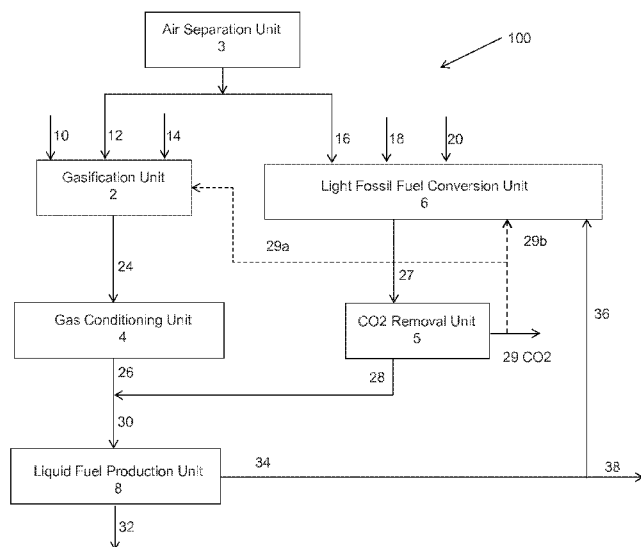 Air Separation Unit
3
100
10
12
14
16
18
20
Gasification Unit
2
Light Fossil Fuel Conversion Unit
6
29a
29b
24
27
Gas Conditioning Unit
4
CO2 Removal Unit
5
36
26
28
29 CO2
30
Liquid Fuel Production Unit
8
34
38
32